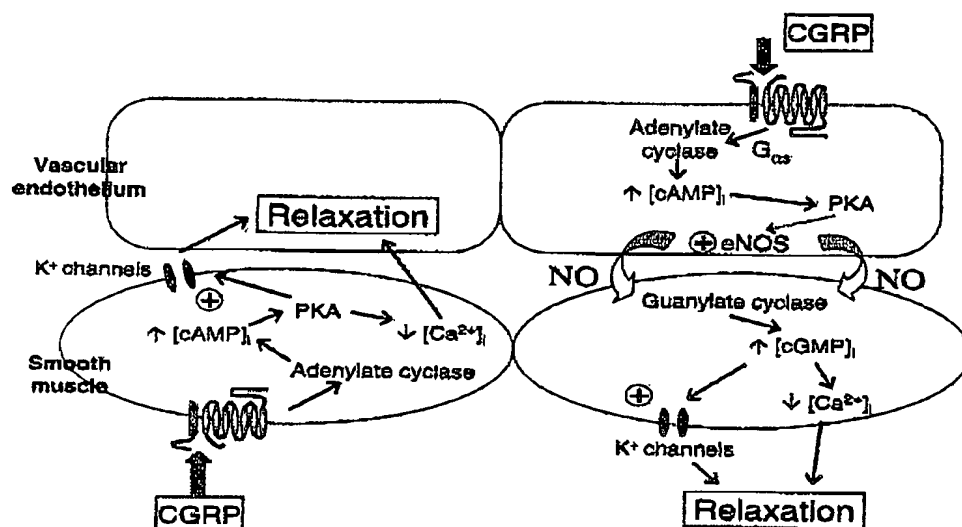 CGRP
Adenylate
cyclase
Gαs
Vascular
endothelium
↑ [cAMP]i
PKA
Relaxation
⊕ eNOS
K⁺ channels
NO
NO
⊕
PKA
Guanylate cyclase
↑ [cAMP]i
↓ [Ca²⁺]i
↑ [cGMP]i
Smooth
muscle
Adenylate cyclase
⊕
↓ [Ca²⁺]i
K⁺ channels
CGRP
Relaxation